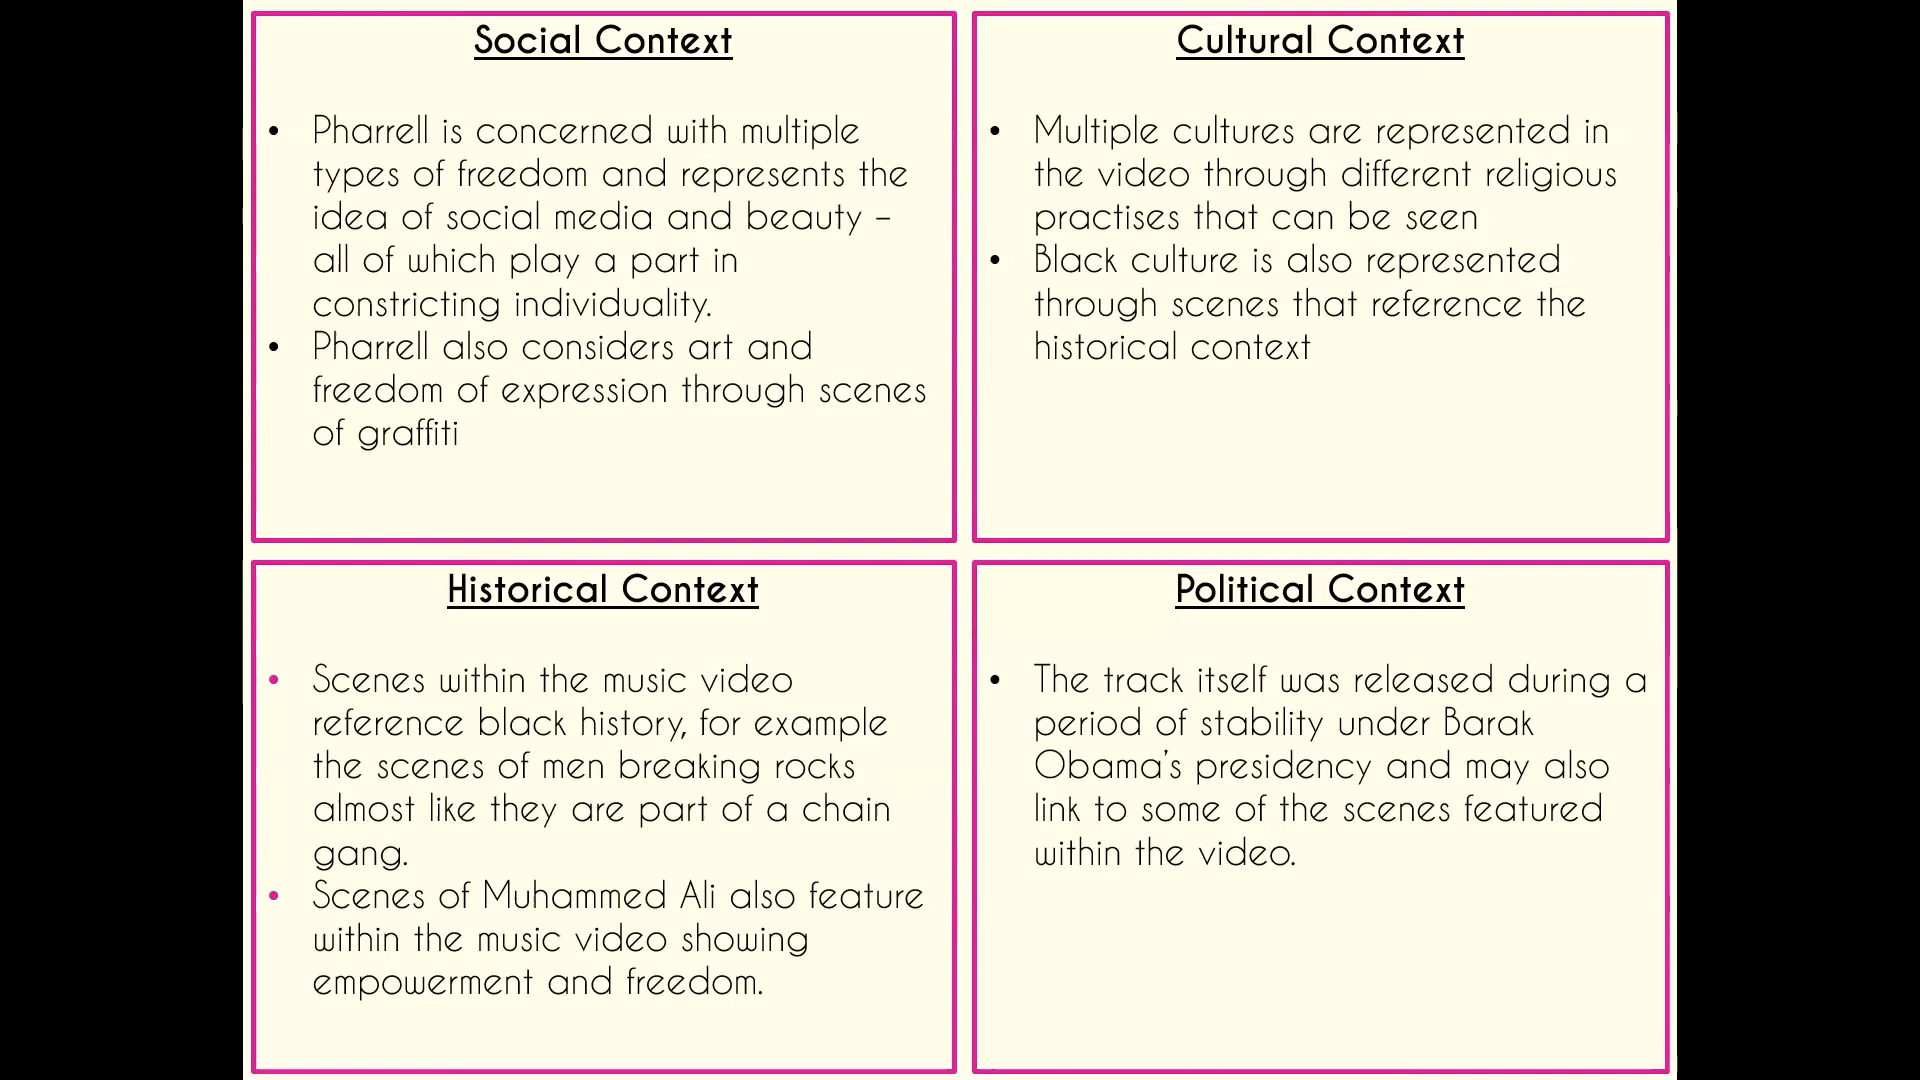 Social Context
• Pharrell is concerned with multiple
types of freedom and represents the
idea of social media and beauty –
all of which play a part in
constricting individuality.
• Pharrell also considers art and
freedom of expression through scenes
of graffiti
Cultural Context
• Multiple cultures are represented in
the video through different religious
practises that can be seen
• Black culture is also represented
through scenes that reference the
historical context
Historical Context
• Scenes within the music video
reference black history, for example
the scenes of men breaking rocks
almost like they are part of a chain
gang.
• Scenes of Muhammed Ali also feature
within the music video showing
empowerment and freedom.
Political Context
• The track itself was released during a
period of stability under Barak
Obama's presidency and may also
link to some of the scenes featured
within the video.